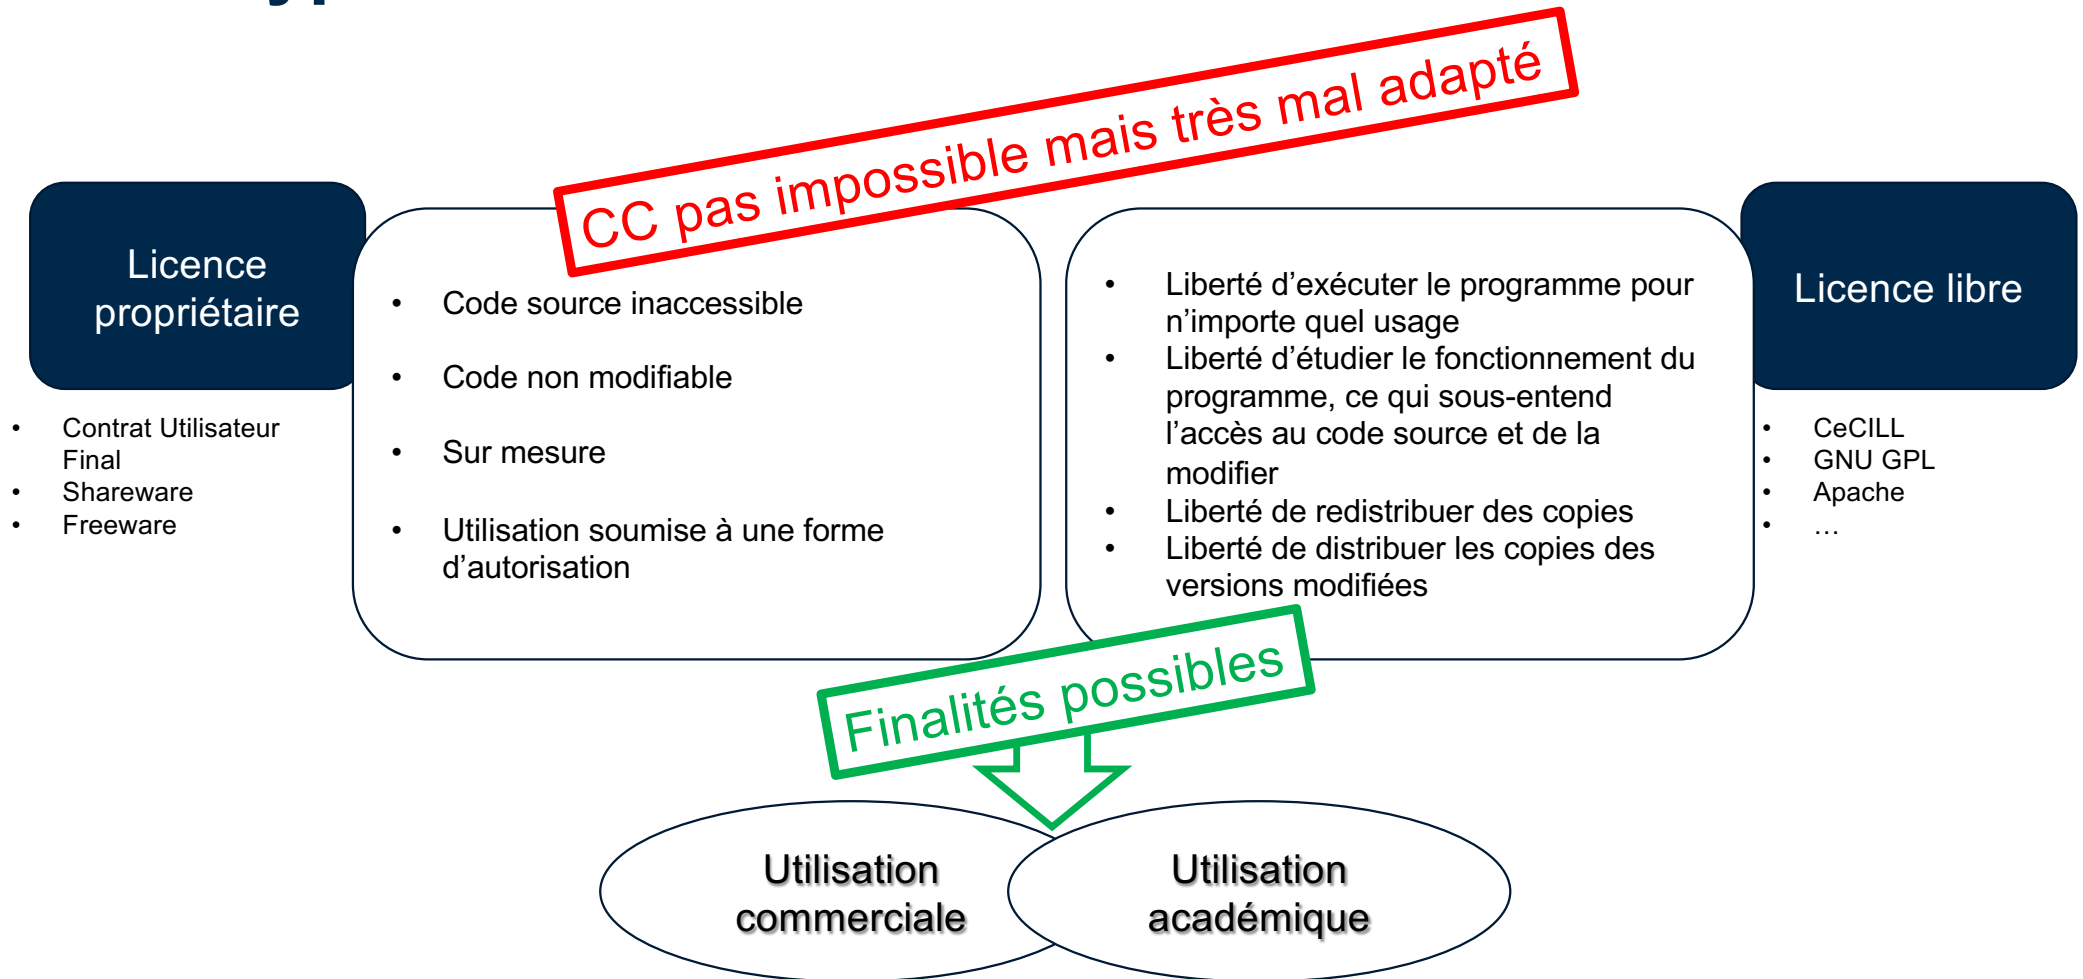 CC pas impossible mais très mal adapté
Licence
propriétaire
• Contrat Utilisateur
Final
• Shareware
• Freeware
• Code source inaccessible
• Code non modifiable
• Sur mesure
• Utilisation soumise à une forme
d’autorisation
• Liberté d’exécuter le programme pour
n’importe quel usage
• Liberté d’étudier le fonctionnement du
programme, ce qui sous-entend
l’accès au code source et de la
modifier
• Liberté de redistribuer des copies
• Liberté de distribuer les copies des
versions modifiées
Licence libre
• CeCILL
• GNU GPL
• Apache
• …
Finalités possibles
Utilisation
commerciale
Utilisation
académique